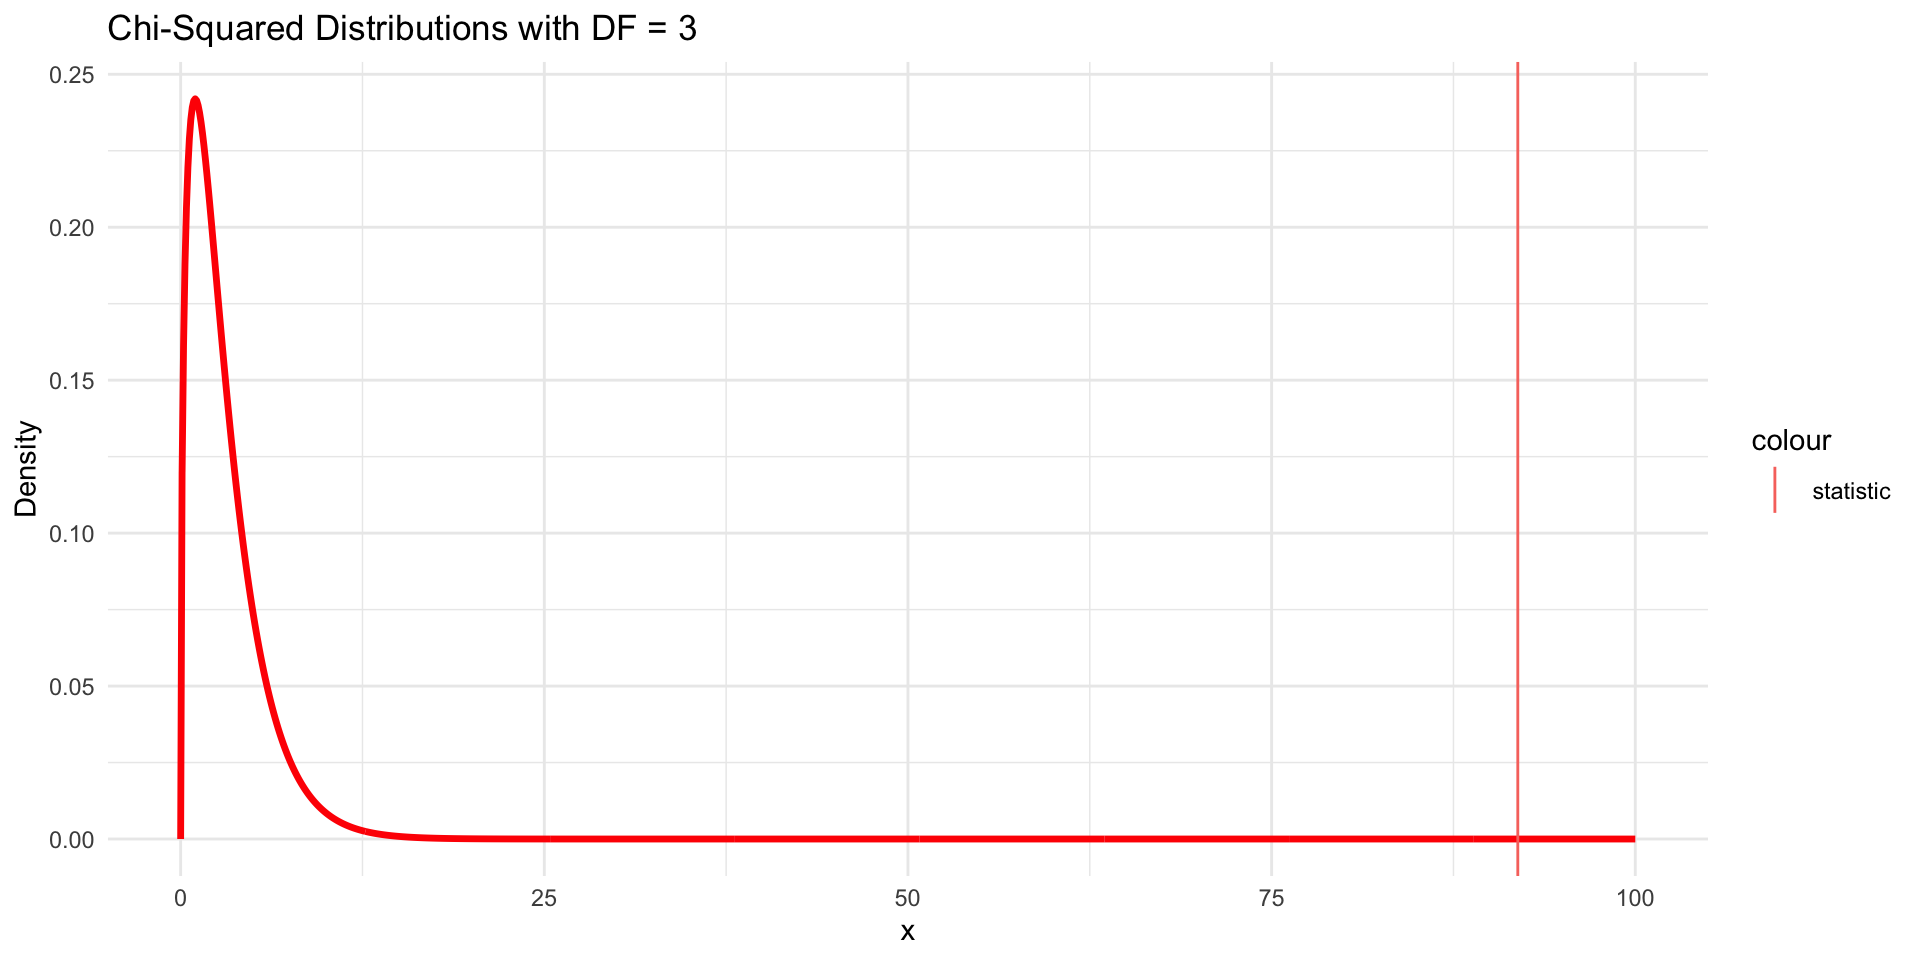 Chi-Squared Distributions with DF = 3
0.25
0.20
0.15
0.10
0.05
0.00
Density
0 25 50 75 100
x
colour
statistic